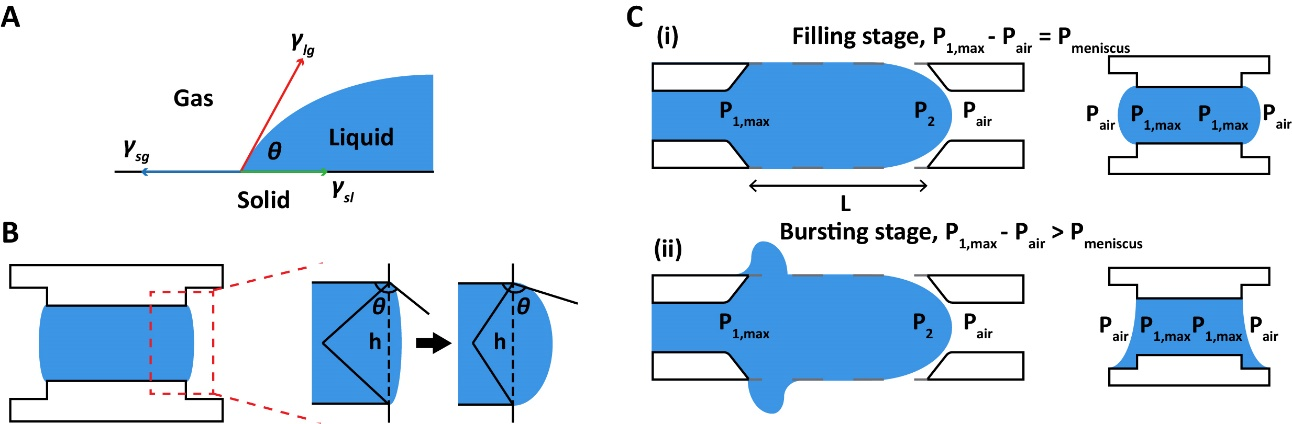 A
γlg
Gas
θ
Liquid
γsg
γsl
Solid
B
θ
h
θ
h
C
(i)
Filling stage, P1,max - Pair = Pmeniscus
P1,max
P2
Pair
L
Pair
P1,max
P1,max
Pair
(ii)
Bursting stage, P1,max - Pair > Pmeniscus
P1,max
P2
Pair
Pair
P1,max
P1,max
Pair